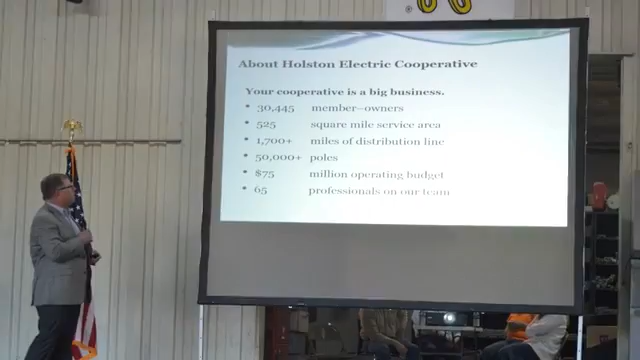 About Holston Electric Cooperative
Your cooperative is a big business.
• 30,445 member–owners
• 525 square mile service area
• 1,700+ miles of distribution line
• 50,000+ poles
• $75 million operating budget
• 65 professionals on our team